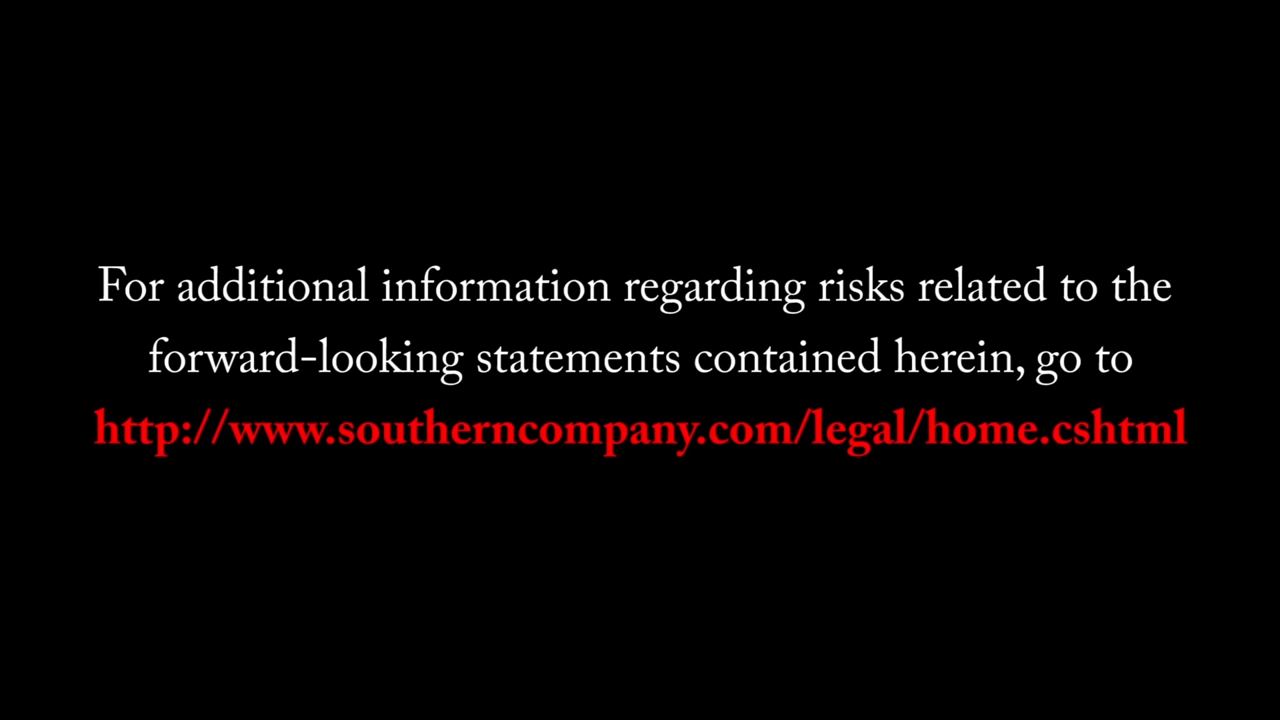 For additional information regarding risks related to the
forward-looking statements contained herein, go to
http://www.southerncompany.com/legal/home.cshtml